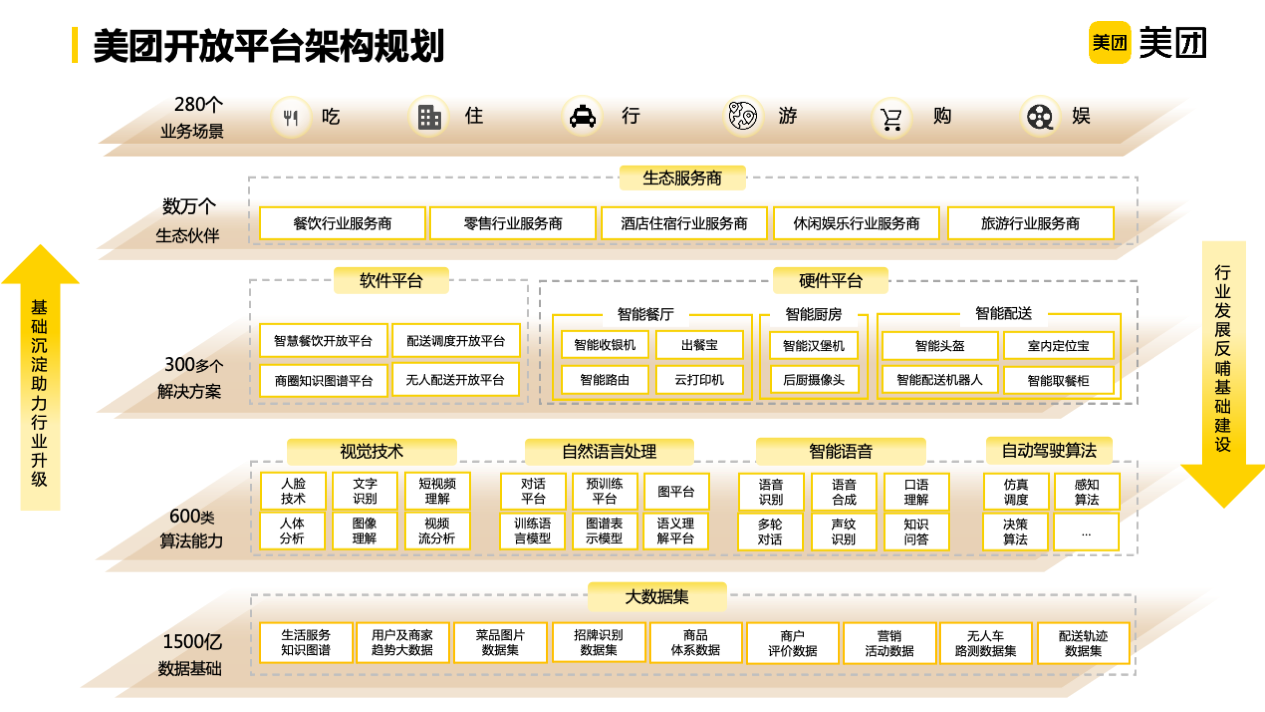 美团开放平台架构规划
美团 美团
280个
业务场景
吃 住 行 游 购 娱
生态服务商
数万个
生态伙伴
餐饮行业服务商 零售行业服务商 酒店住宿行业服务商 休闲娱乐行业服务商 旅游行业服务商
基础沉淀助力行业升级
行业发展反哺基础建设
300多个
解决方案
软件平台
智慧餐饮开放平台 配送调度开放平台
商圈知识图谱平台 无人配送开放平台
硬件平台
智能餐厅
智能收银机 出餐宝
智能路由 云打印机
智能厨房
智能汉堡机
后厨摄像头
智能配送
智能头盔 室内定位宝
智能配送机器人 智能取餐柜
600类
算法能力
视觉技术
人脸
技术
文字
识别
短视频
理解
人体
分析
图像
理解
视频
流分析
自然语言处理
对话
平台
预训练
平台
图平台
训练语
言模型
图谱表
示模型
语义理
解平台
智能语音
语音
识别
语音
合成
口语
理解
多轮
对话
声纹
识别
知识
问答
自动驾驶算法
仿真
调度
感知
算法
决策
算法
...
1500亿
数据基础
大数据集
生活服务
知识图谱
用户及商家
趋势大数据
菜品图片
数据集
招牌识别
数据集
商品
体系数据
商户
评价数据
营销
活动数据
无人车
路测数据集
配送轨迹
数据集